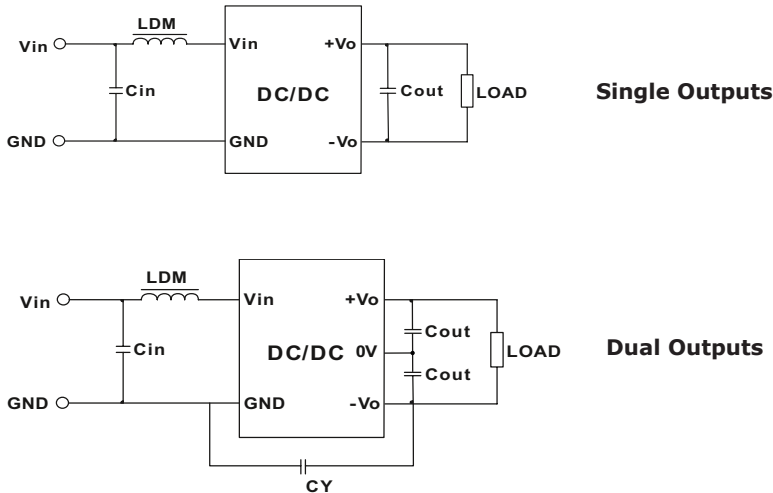 LDM
Vin
Vin
+Vo
Cin
DC/DC
Cout
LOAD
Single Outputs
GND
GND
-Vo
LDM
Vin
Vin
+Vo
Cout
Cin
DC/DC
0V
LOAD
Dual Outputs
Cout
GND
GND
-Vo
CY